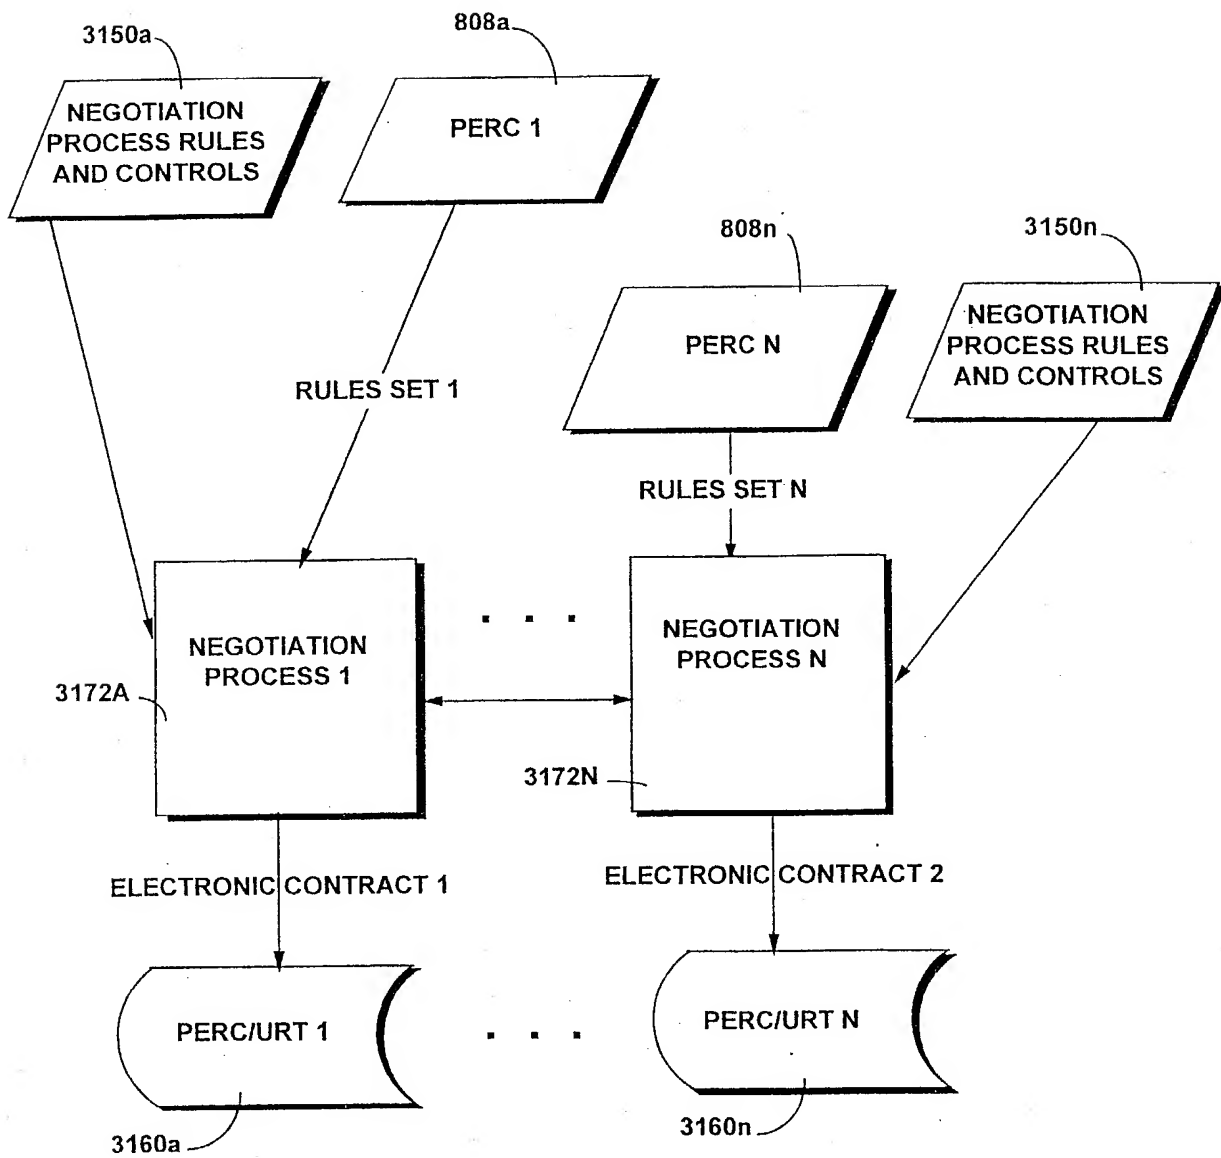 3150a
808a
NEGOTIATION
PROCESS RULES
AND CONTROLS
PERC 1
808n
3150n
PERC N
NEGOTIATION
PROCESS RULES
AND CONTROLS
RULES SET 1
RULES SET N
NEGOTIATION
PROCESS 1
. . .
NEGOTIATION
PROCESS N
3172A
3172N
ELECTRONIC CONTRACT 1
ELECTRONIC CONTRACT 2
PERC/URT 1
. . .
PERC/URT N
3160a
3160n